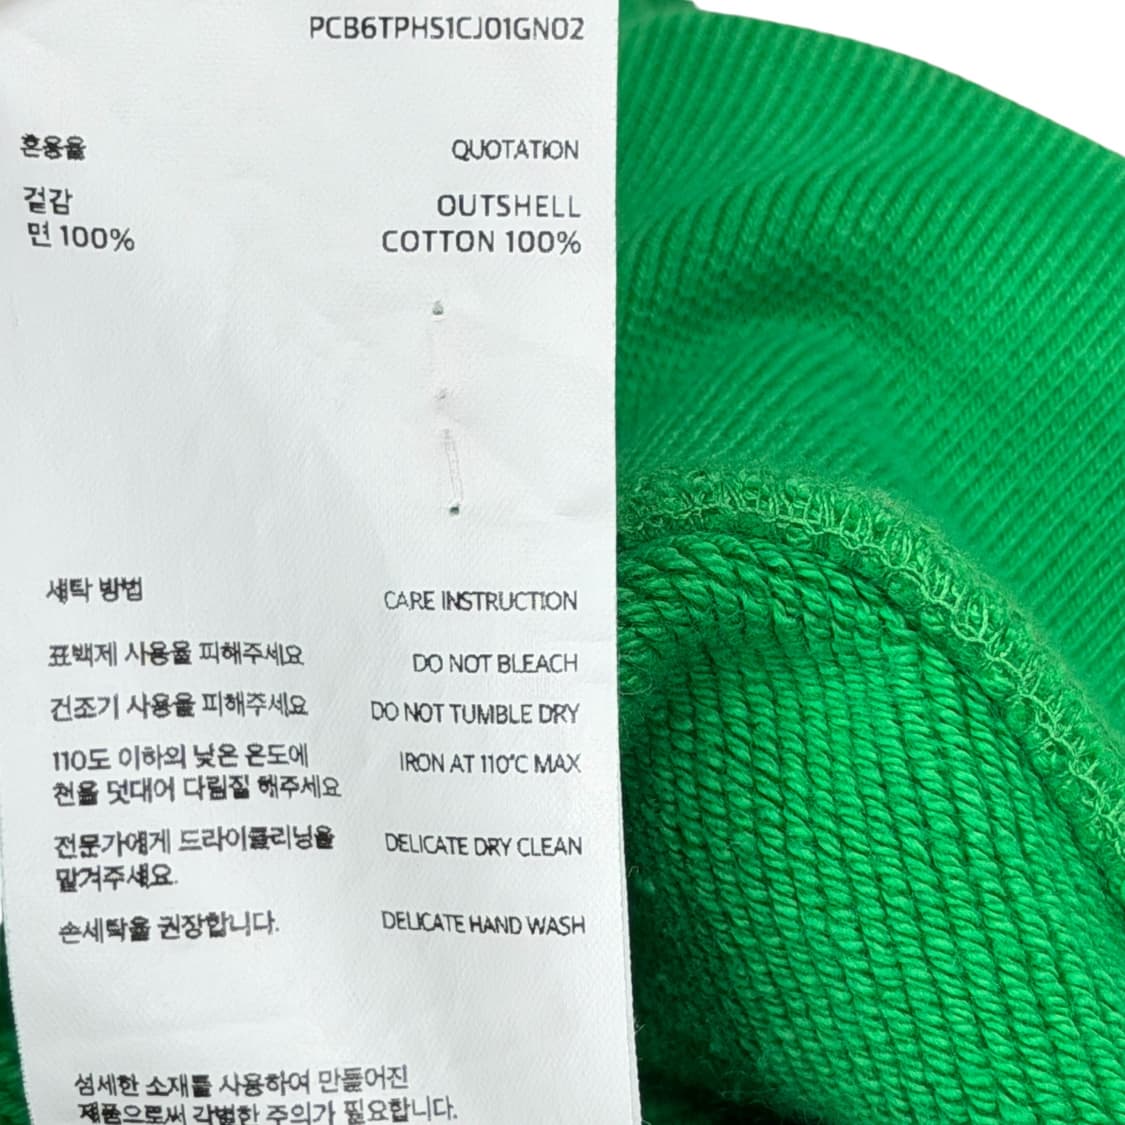 PCB6TPHS1CJ01GN02
혼용율 QUOTATION
겉감 OUTSHELL
면 100% COTTON 100%
세탁 방법 CARE INSTRUCTION
표백제 사용을 피해주세요 DO NOT BLEACH
건조기 사용을 피해주세요 DO NOT TUMBLE DRY
110도 이하의 낮은 온도에 IRON AT 110°C MAX
천을 덧대어 다림질 해주세요
전문가에게 드라이클리닝을 DELICATE DRY CLEAN
맡겨주세요.
손세탁을 권장합니다. DELICATE HAND WASH
섬세한 소재를 사용하여 만들어진
제품으로써 각별한 주의가 필요합니다.